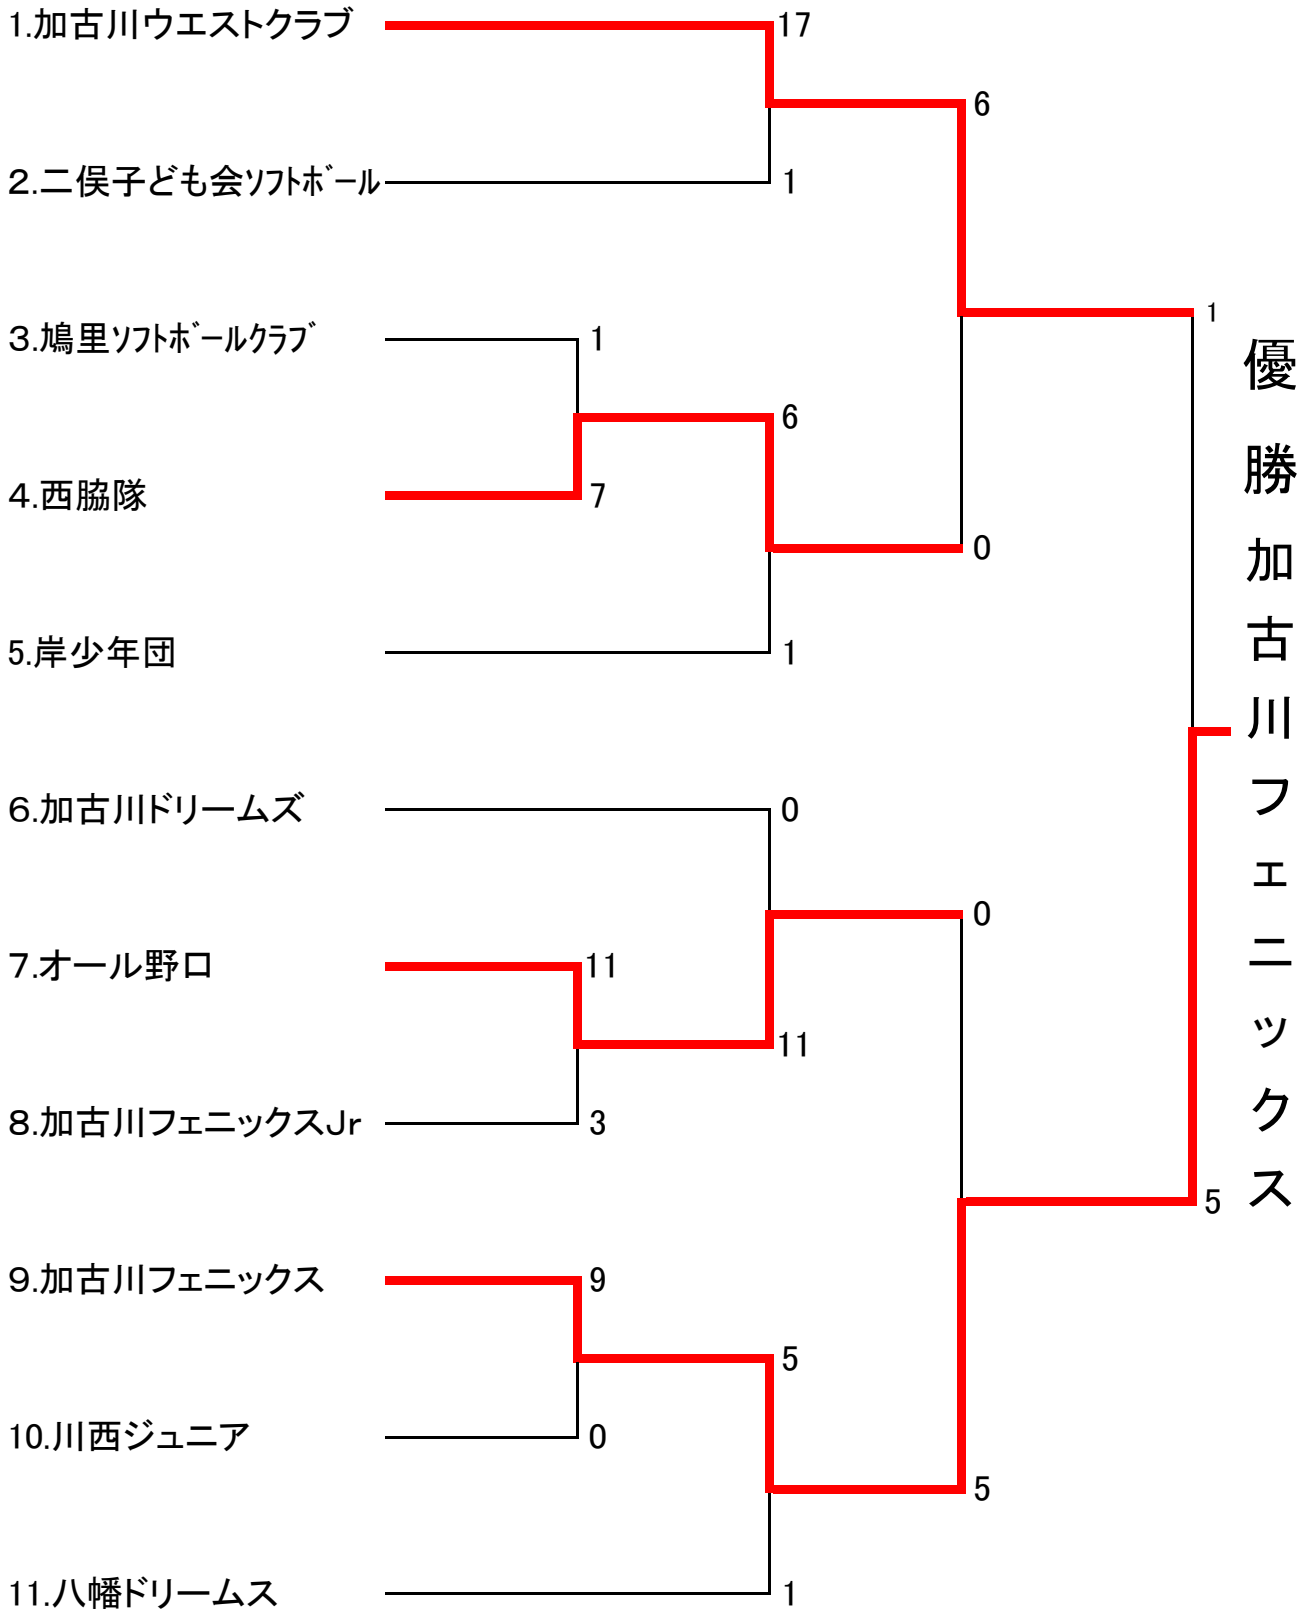 1.加古川ウエストクラブ
17
6
2.二俣子ども会ｿﾌﾄﾎﾞｰﾙ
1
1
3.鳩里ｿﾌﾄﾎﾞｰﾙｸﾗﾌﾞ
1
6
4.西脇隊
7
0
5.岸少年団
1
6.加古川ドリームズ
0
0
7.オール野口
11
11
8.加古川フェニックスJr
3
5
9.加古川フェニックス
9
5
10.川西ジュニア
0
5
11.八幡ドリームス
1
優勝加古川フェニックス